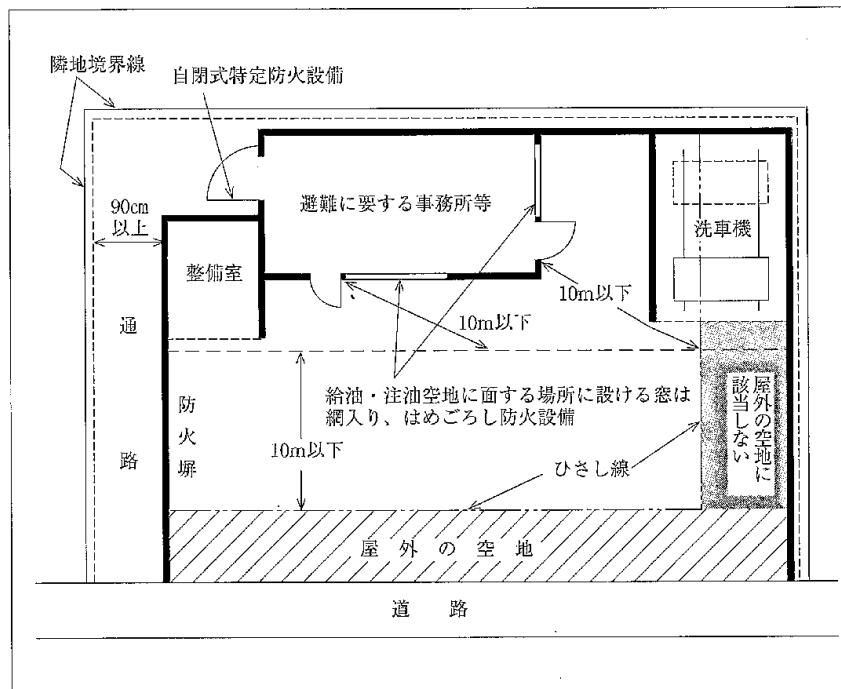 隣地境界線
自閉式特定防火設備
90cm
以上
避難に要する事務所等
洗車機
整備室
10m以下
10m以下
通路
給油・注油空地に面する場所に設ける窓は
網入り、はめごろし防火設備
防火塀
10m以下
ひさし線
屋外の空地に
該当しない
屋外の空地
道路